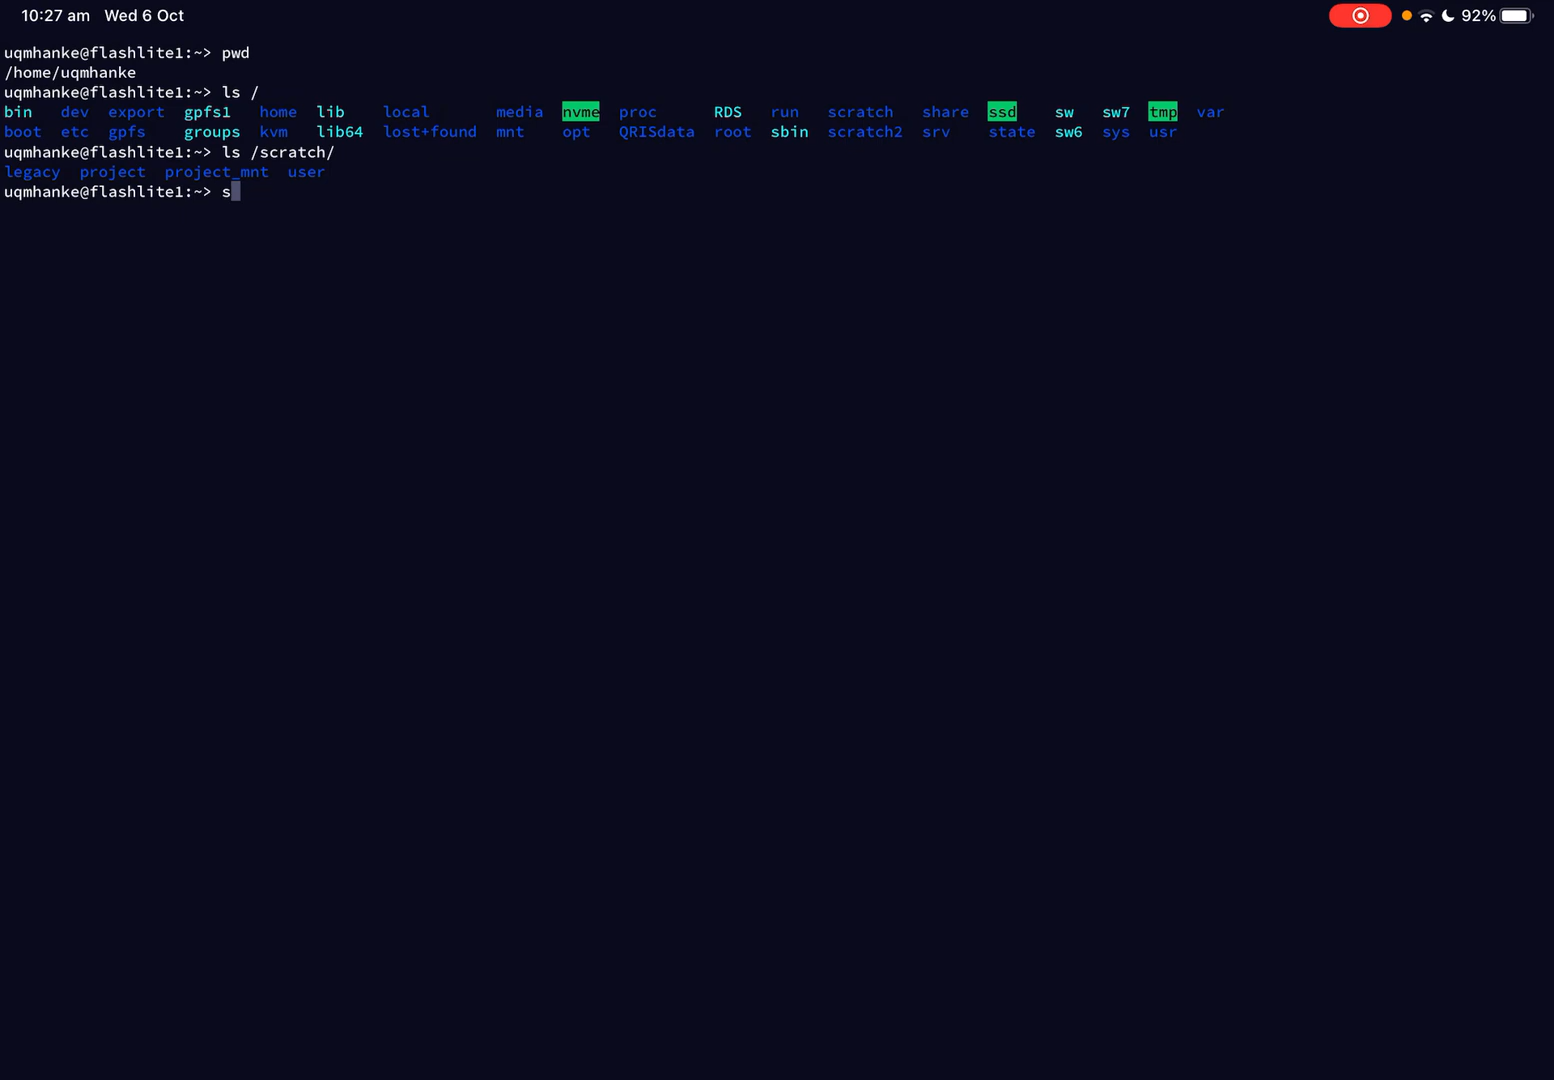 10:27 am Wed 6 Oct 92%
uqmhanke@flashlite1:~> pwd
/home/uqmhanke
uqmhanke@flashlite1:~> ls /
bin dev export gpfs1 home lib local media nvme proc RDS run scratch share ssd sw sw7 tmp var
boot etc gpfs groups kvm lib64 lost+found mnt opt QRISdata root sbin scratch2 srv state sw6 sys usr
uqmhanke@flashlite1:~> ls /scratch/
legacy project project_mnt user
uqmhanke@flashlite1:~> s